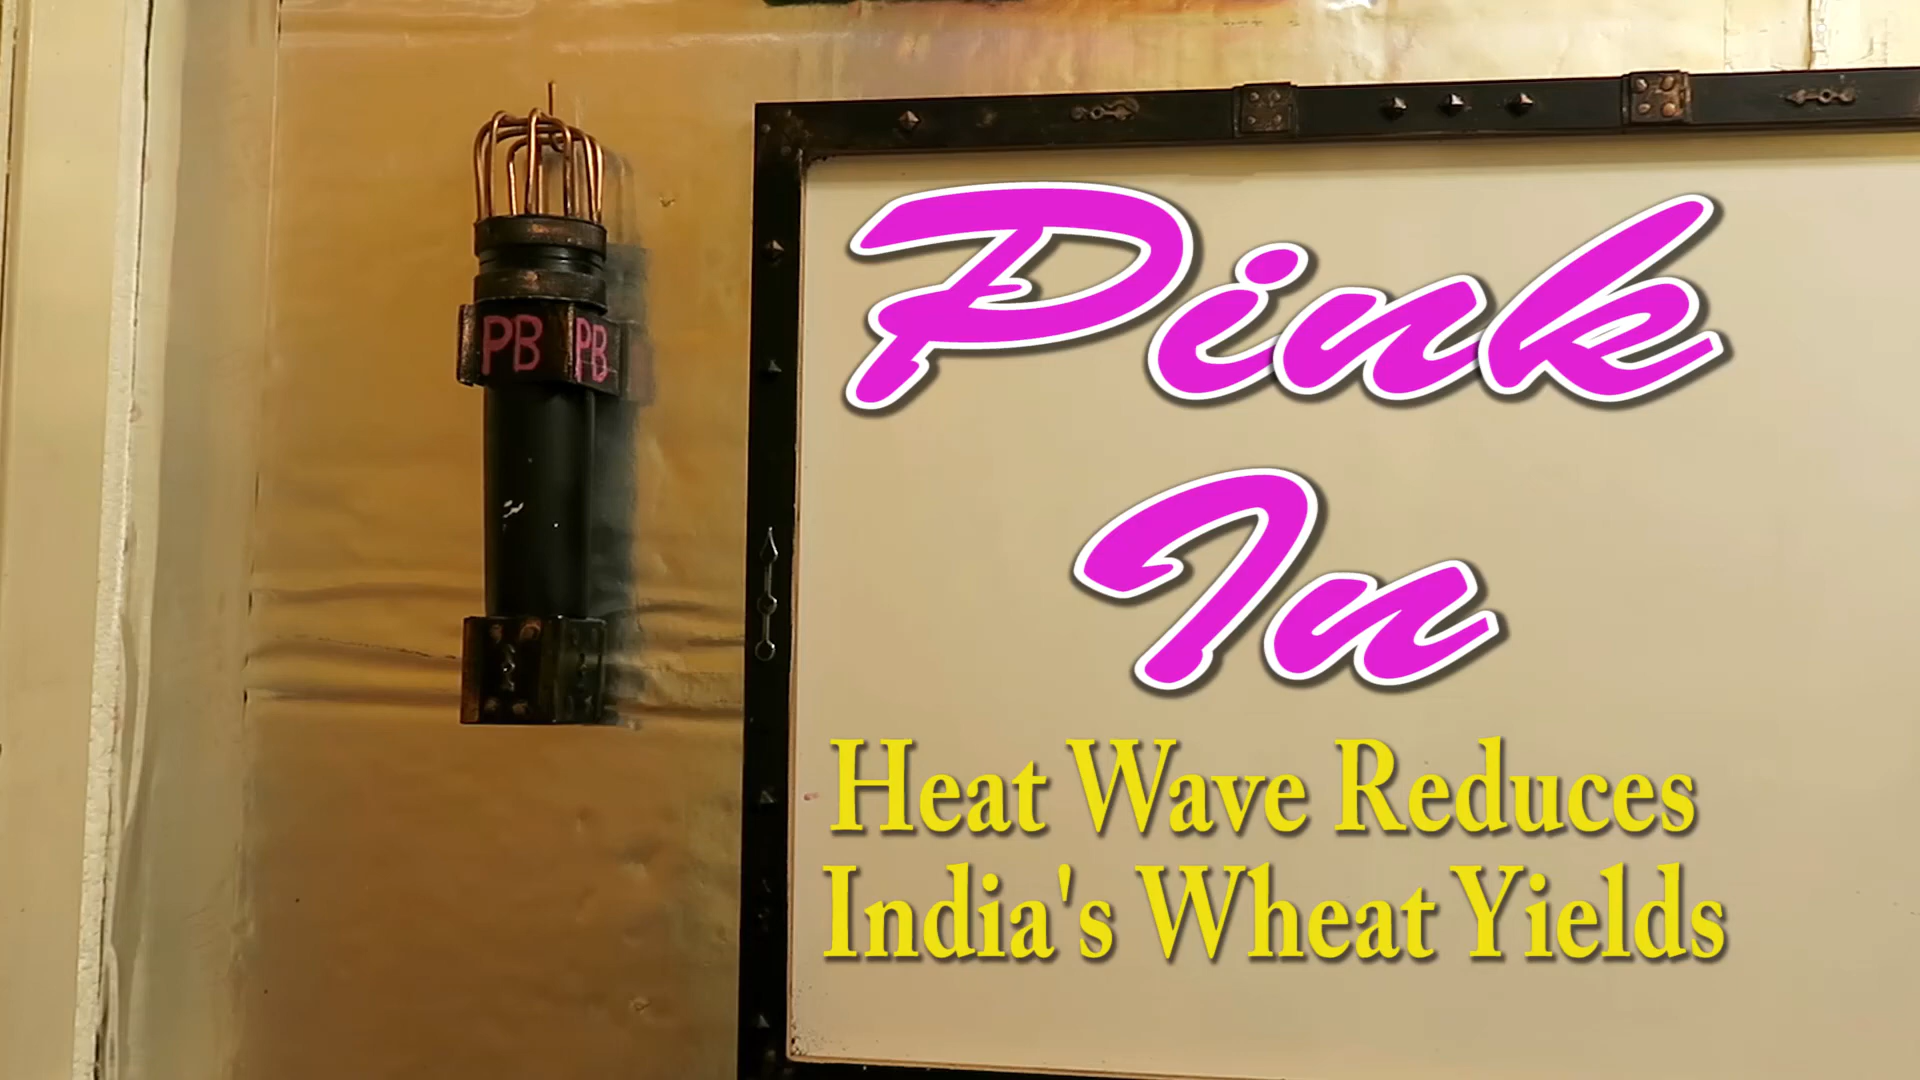 PB PB
Pink
In
Heat Wave Reduces
India's Wheat Yields